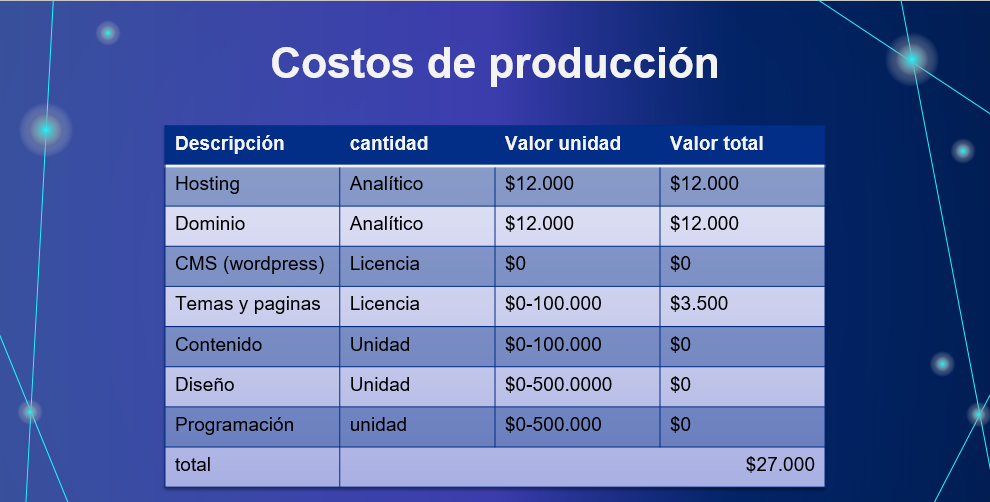 Costos de producción
Descripción cantidad Valor unidad Valor total
Hosting Analítico $12.000 $12.000
Dominio Analítico $12.000 $12.000
CMS (wordpress) Licencia $0 $0
Temas y paginas Licencia $0-100.000 $3.500
Contenido Unidad $0-100.000 $0
Diseño Unidad $0-500.0000 $0
Programación unidad $0-500.000 $0
total $27.000